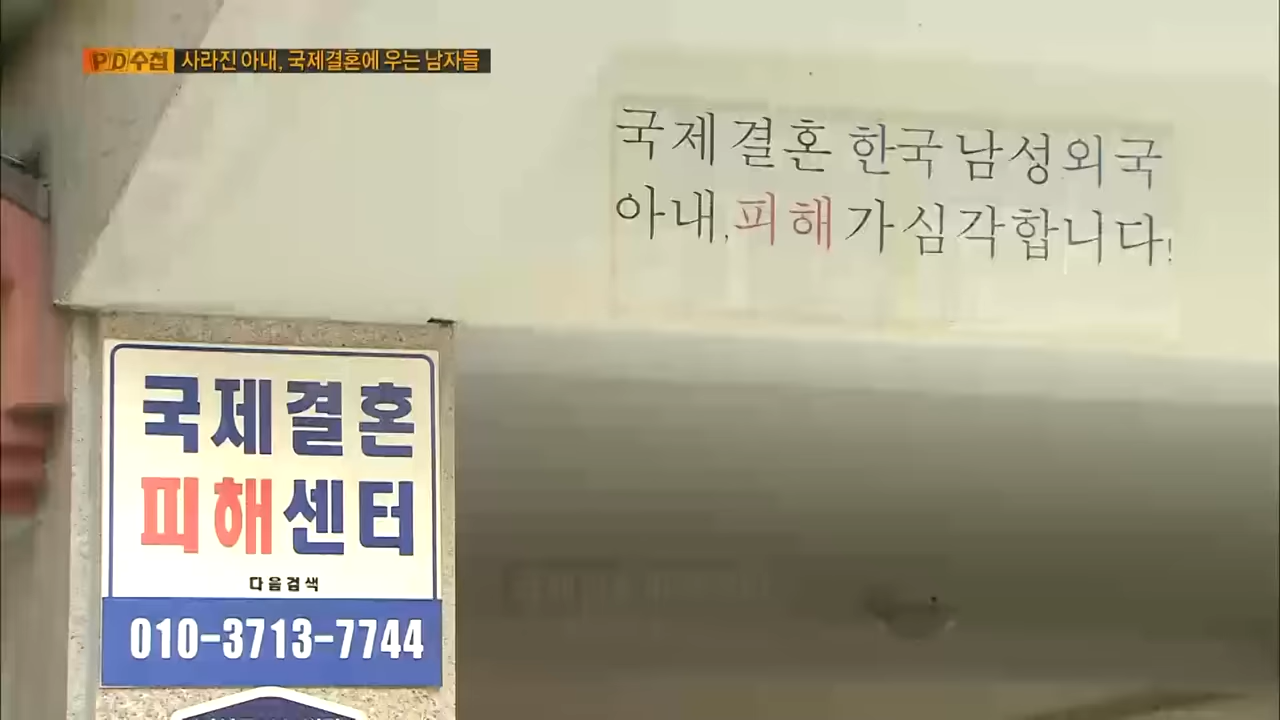 PD수첩 사라진 아내, 국제결혼에 우는 남자들
국제결혼 한국남성외국
아내, 피해가심각합니다!
국제결혼
피해센터
다음검색
010-3713-7744